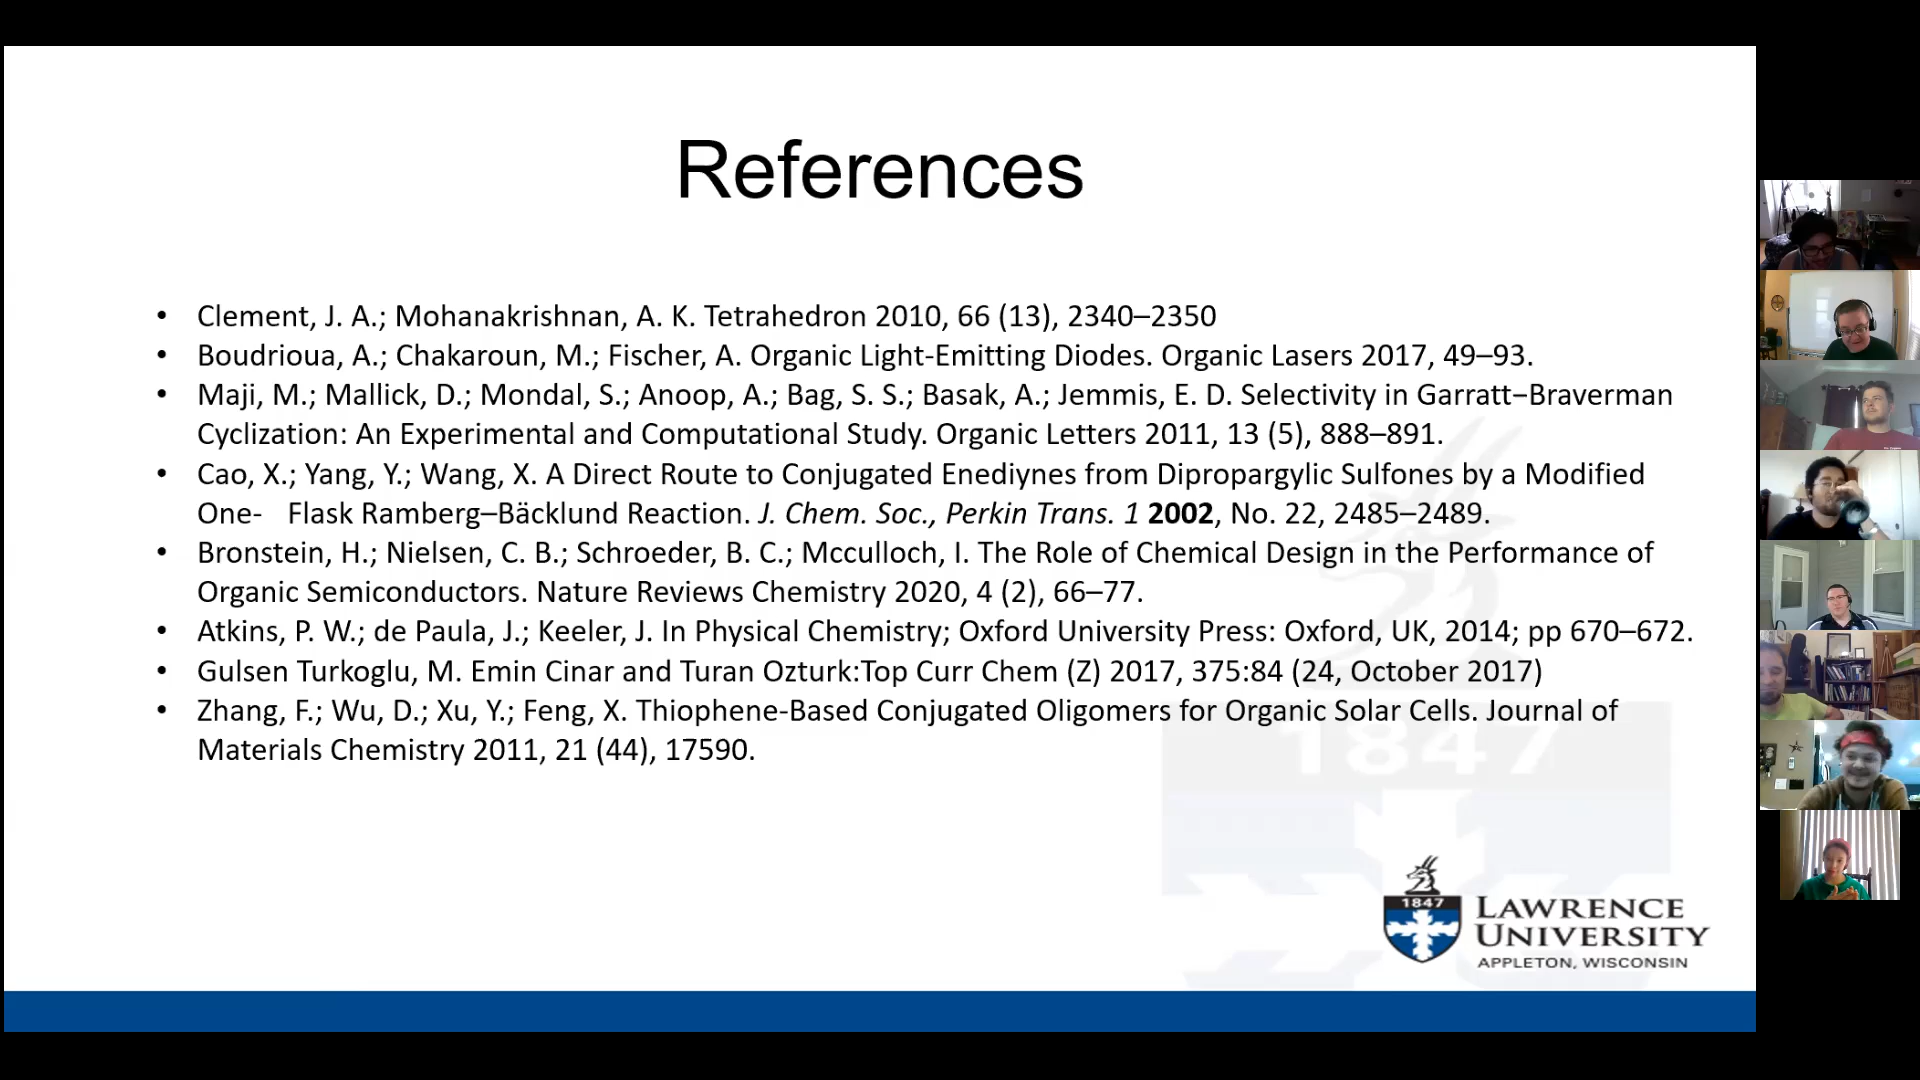 References
• Clement, J. A.; Mohanakrishnan, A. K. Tetrahedron 2010, 66 (13), 2340–2350
• Boudrioua, A.; Chakaroun, M.; Fischer, A. Organic Light-Emitting Diodes. Organic Lasers 2017, 49–93.
• Maji, M.; Mallick, D.; Mondal, S.; Anoop, A.; Bag, S. S.; Basak, A.; Jemmis, E. D. Selectivity in Garratt–Braverman
Cyclization: An Experimental and Computational Study. Organic Letters 2011, 13 (5), 888–891.
• Cao, X.; Yang, Y.; Wang, X. A Direct Route to Conjugated Enediynes from Dipropargylic Sulfones by a Modified
One- Flask Ramberg–Bäcklund Reaction. J. Chem. Soc., Perkin Trans. 1 2002, No. 22, 2485–2489.
• Bronstein, H.; Nielsen, C. B.; Schroeder, B. C.; Mcculloch, I. The Role of Chemical Design in the Performance of
Organic Semiconductors. Nature Reviews Chemistry 2020, 4 (2), 66–77.
• Atkins, P. W.; de Paula, J.; Keeler, J. In Physical Chemistry; Oxford University Press: Oxford, UK, 2014; pp 670–672.
• Gulsen Turkoglu, M. Emin Cinar and Turan Ozturk:Top Curr Chem (Z) 2017, 375:84 (24, October 2017)
• Zhang, F.; Wu, D.; Xu, Y.; Feng, X. Thiophene-Based Conjugated Oligomers for Organic Solar Cells. Journal of
Materials Chemistry 2011, 21 (44), 17590.
1847
1847
LAWRENCE
UNIVERSITY
APPLETON, WISCONSIN